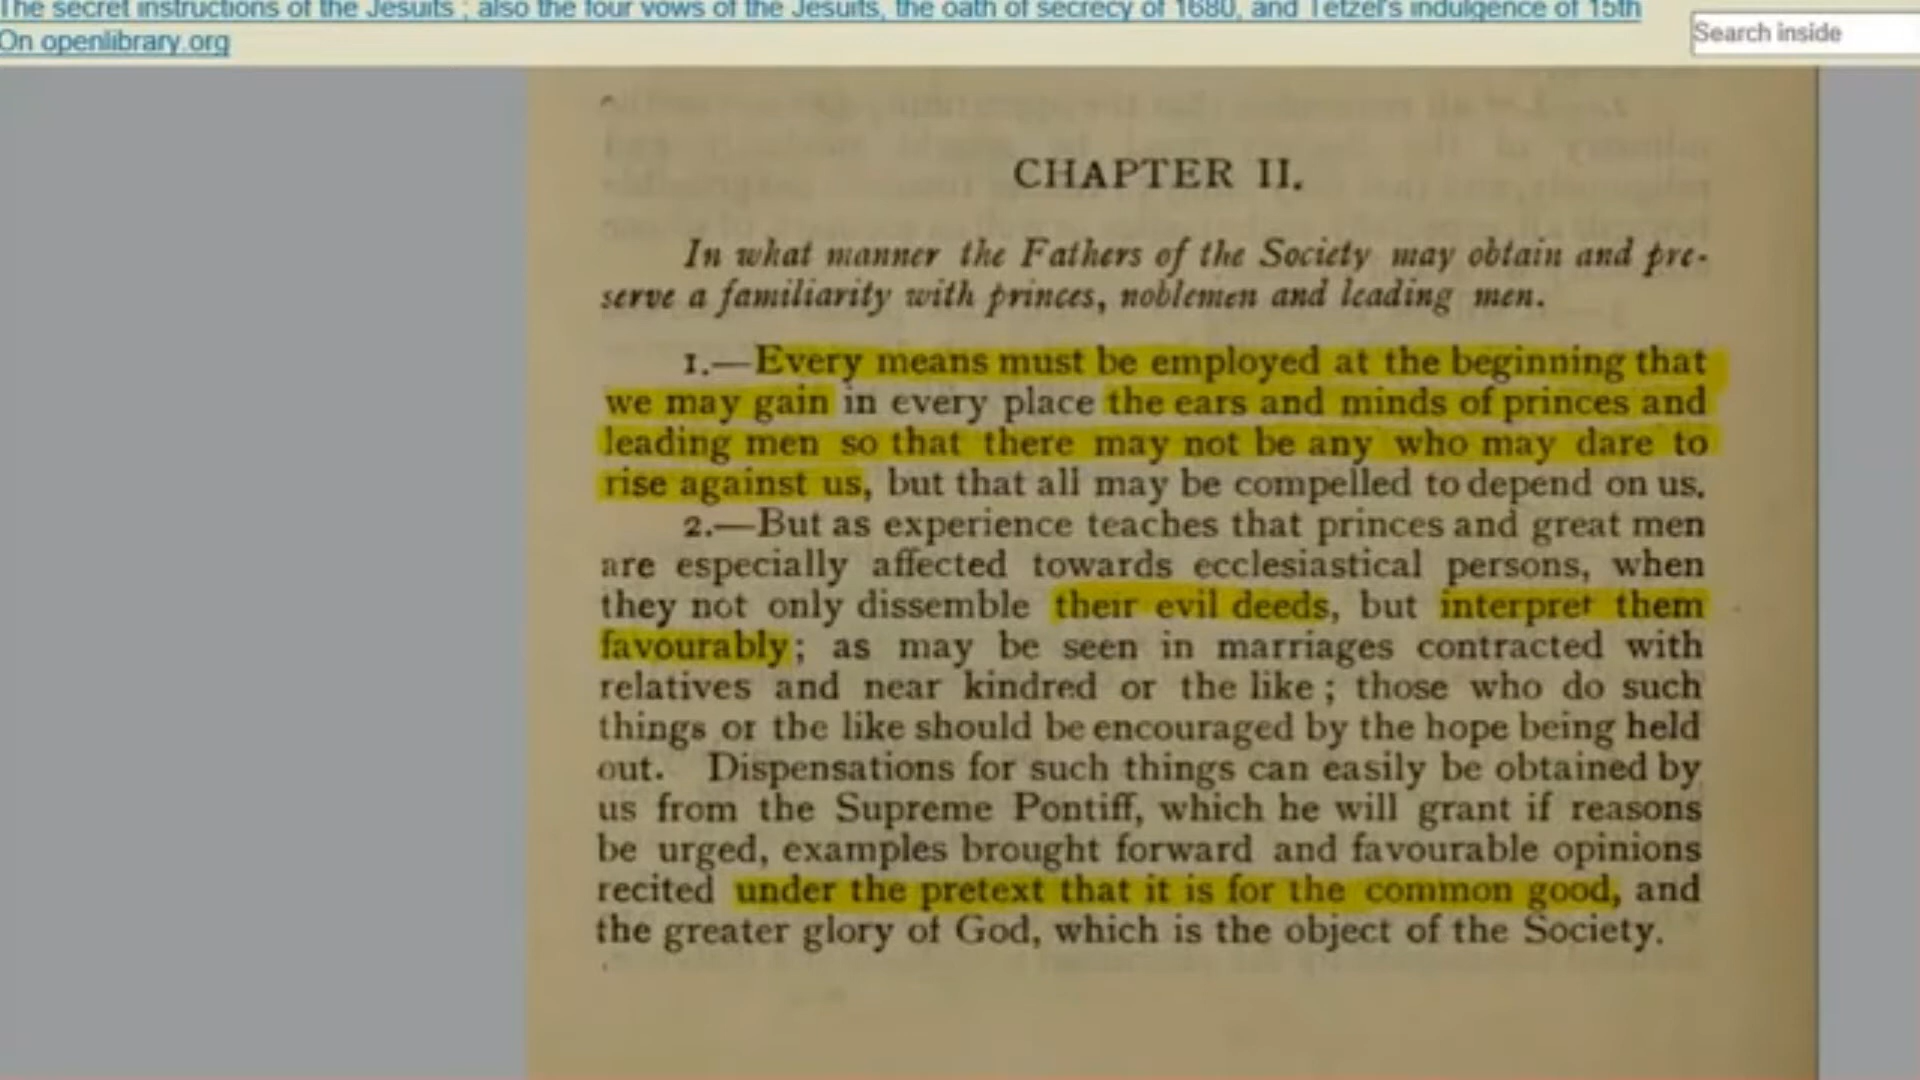 The secret instructions of the Jesuits ; also the four vows of the Jesuits, the oath of secrecy of 1680, and Tetzel's indulgence of 15th
On openlibrary.org
Search inside
CHAPTER II.
In what manner the Fathers of the Society may obtain and pre-
serve a familiarity with princes, noblemen and leading men.
1.—Every means must be employed at the beginning that
we may gain in every place the ears and minds of princes and
leading men so that there may not be any who may dare to
rise against us, but that all may be compelled to depend on us.
2.—But as experience teaches that princes and great men
are especially affected towards ecclesiastical persons, when
they not only dissemble their evil deeds, but interpret them
favourably; as may be seen in marriages contracted with
relatives and near kindred or the like ; those who do such
things or the like should be encouraged by the hope being held
out. Dispensations for such things can easily be obtained by
us from the Supreme Pontiff, which he will grant if reasons
be urged, examples brought forward and favourable opinions
recited under the pretext that it is for the common good, and
the greater glory of God, which is the object of the Society.